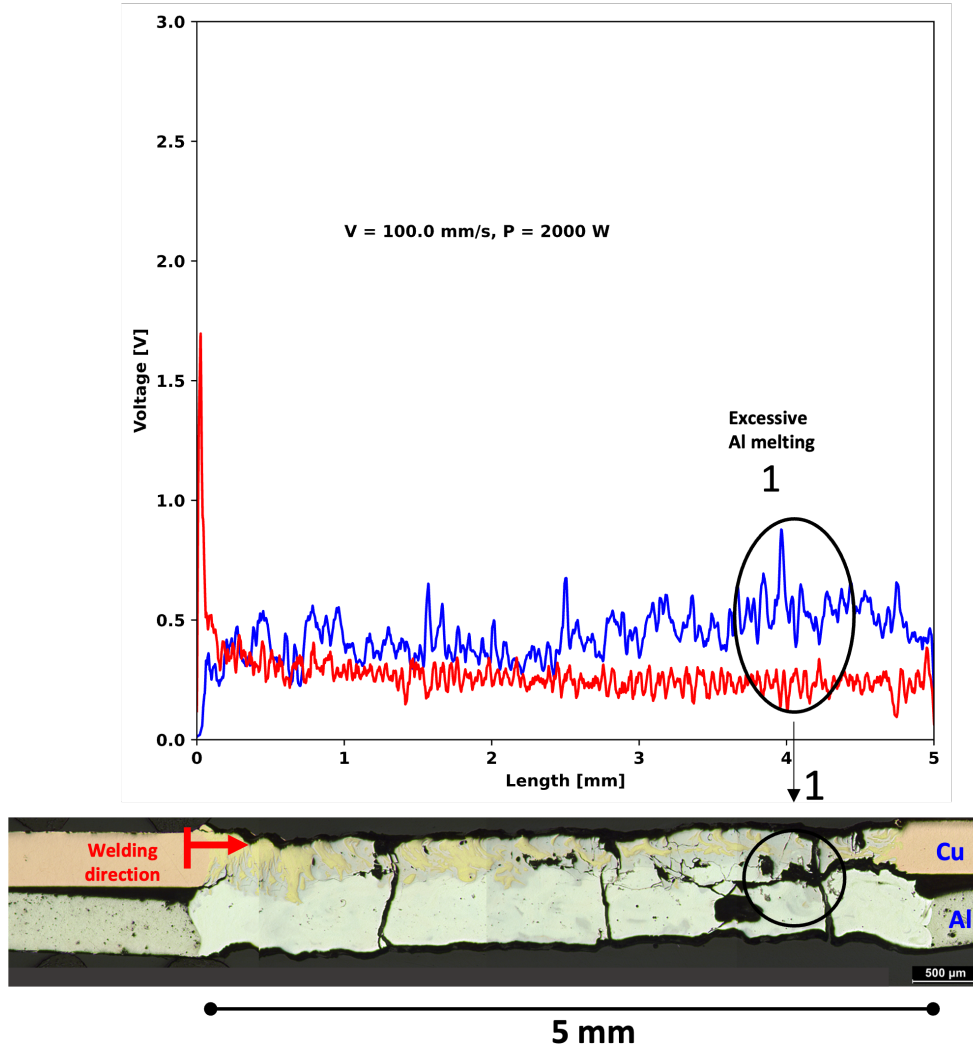 3.0
2.5
2.0
1.5
1.0
0.5
0.0
Voltage [V]
V = 100.0 mm/s, P = 2000 W
Excessive
Al melting
1
0 1 2 3 4 5
Length [mm]
1
Welding
direction
Cu
Al
500 µm
5 mm